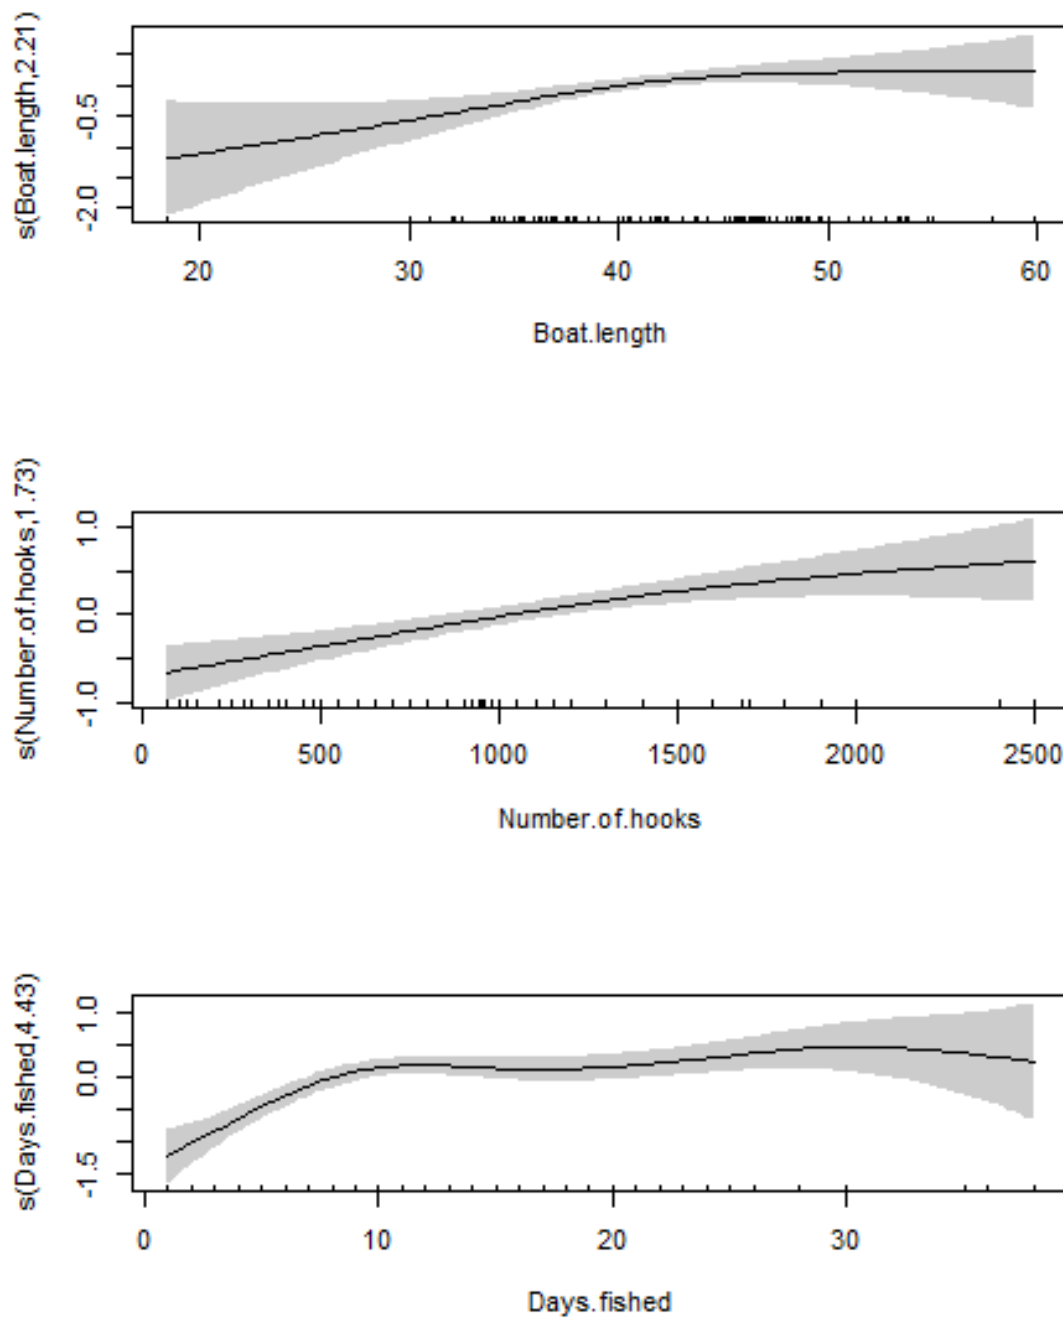 s(Boat.length,2.21)
-0.5
-2.0
20 30 40 50 60
Boat.length
s(Number.of.hooks,1.73)
1.0
0.0
-1.0
0 500 1000 1500 2000 2500
Number.of.hooks
s(Days.fished,4.43)
1.0
0.0
-1.5
0 10 20 30
Days.fished